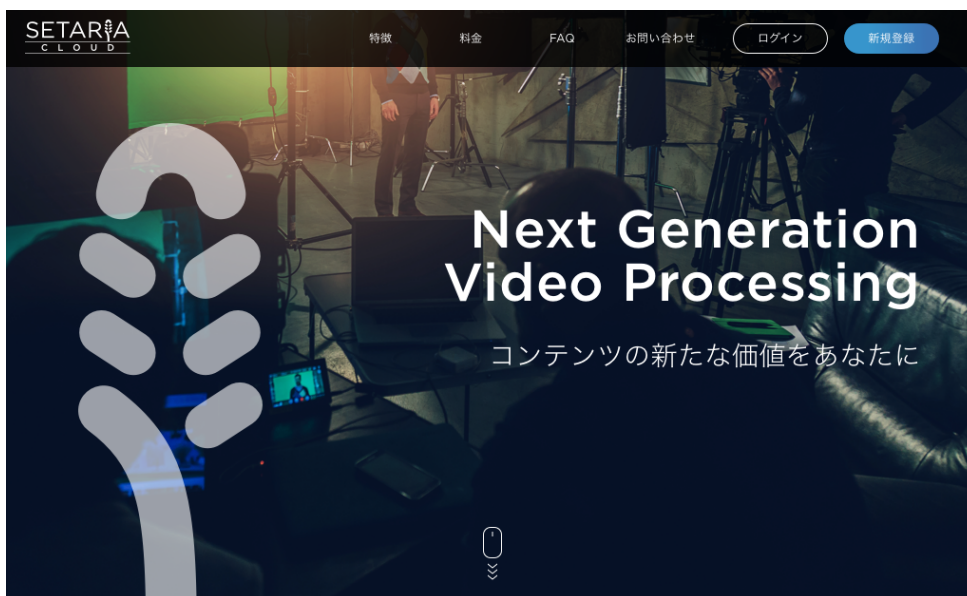 SETARIA
CLOUD
特徴
料金
FAQ
お問い合わせ
ログイン
新規登録
Next Generation
Video Processing
コンテンツの新たな価値をあなたに